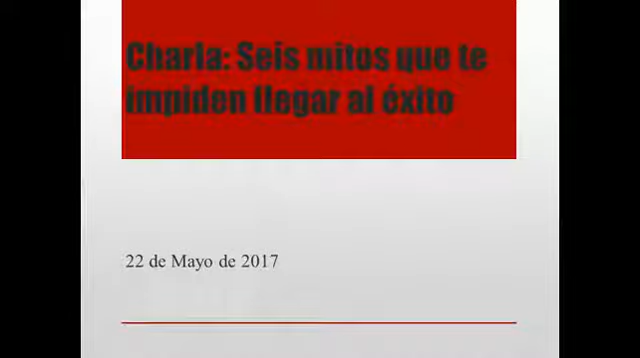 Charla: Seis mitos que te
impiden llegar al éxito
22 de Mayo de 2017